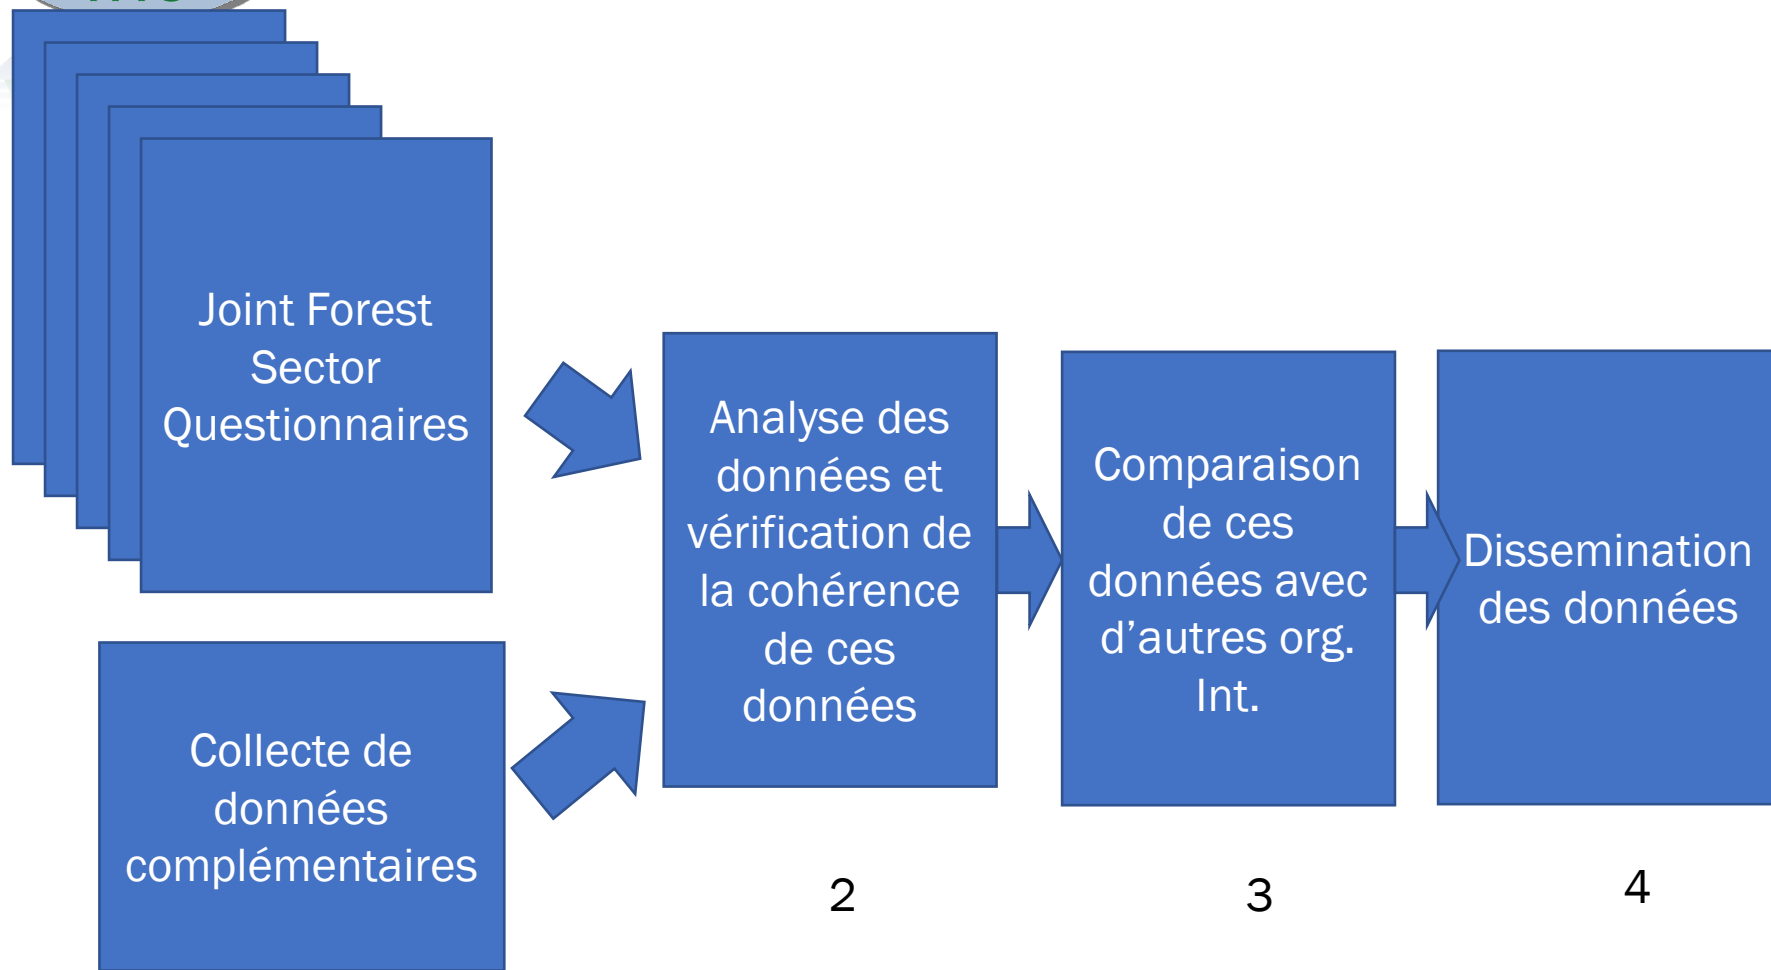 Joint Forest
Sector
Questionnaires
Collecte de
données
complémentaires
Analyse des
données et
vérification de
la cohérence
de ces
données
2
Comparaison
de ces
données avec
d’autres org.
Int.
3
Dissemination
des données
4